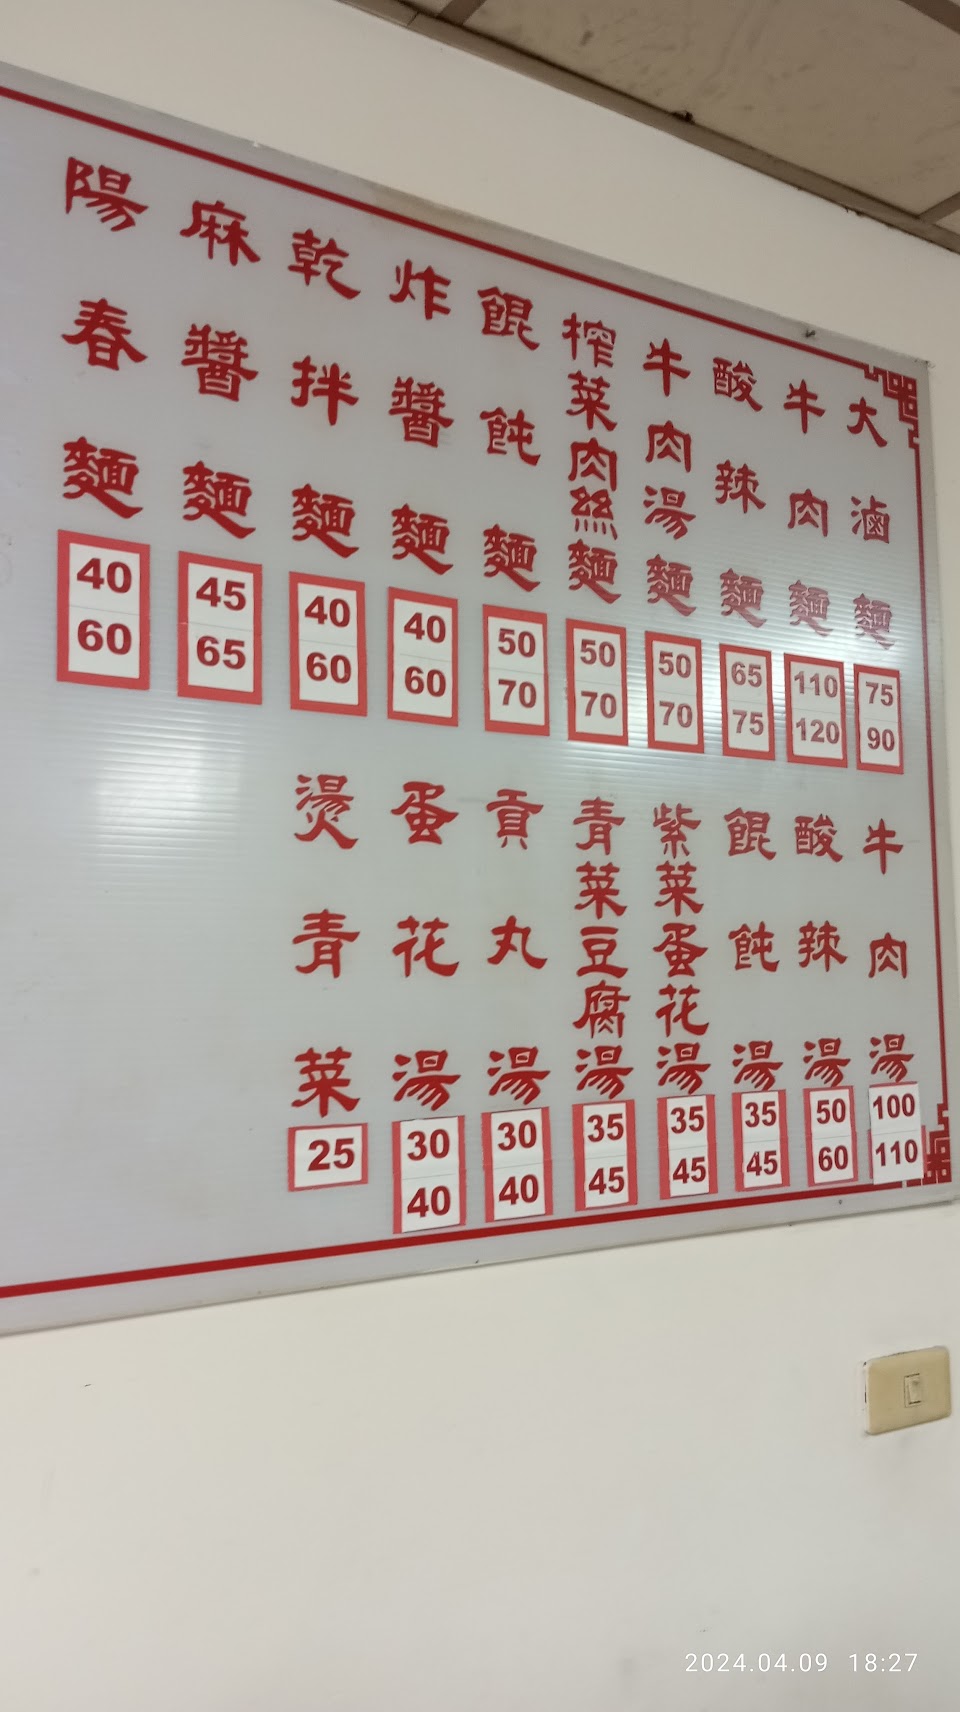 大滷麵
75
90
牛肉麵
110
120
酸辣麵
65
75
牛肉湯麵
50
70
榨菜肉絲麵
50
70
餛飩麵
50
70
炸醬麵
40
60
乾拌麵
40
60
麻醬麵
45
65
陽春麵
40
60
牛肉湯
100
110
酸辣湯
50
60
餛飩湯
35
45
紫菜蛋花湯
35
45
青菜豆腐湯
35
45
貢丸湯
30
40
蛋花湯
30
40
燙青菜
25
2024.04.09 18:27